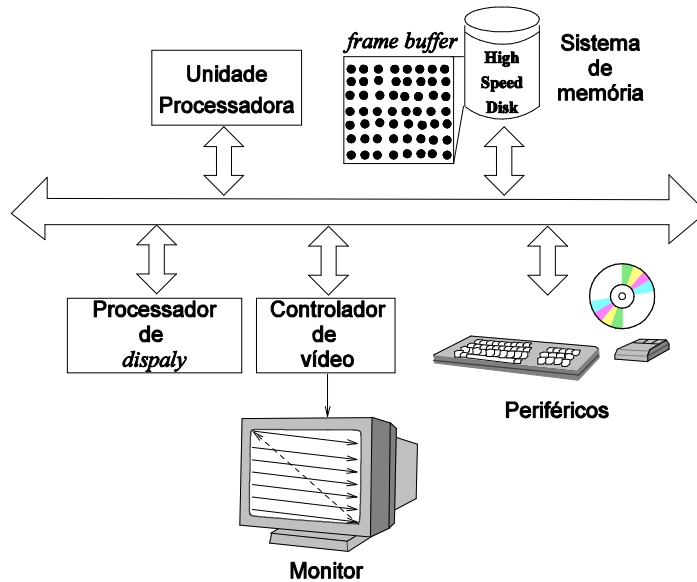 Unidade
Processadora
frame buffer
High
Speed
Disk
Sistema
de
memória
Processador
de
dispaly
Controlador
de
vídeo
Periféricos
Monitor